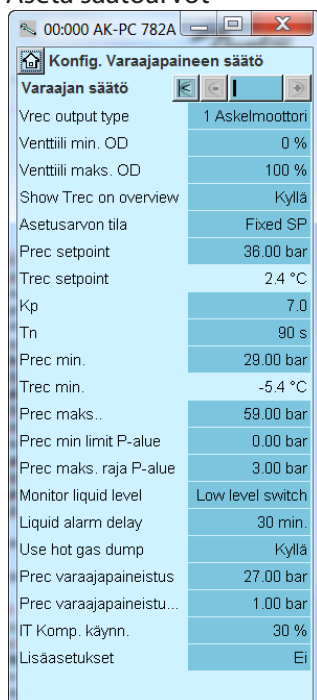 Aseta säätöarvot
00:000 AK-PC 782A
Konfig. Varaajapaineen säätö
Varaajan säätö
Vrec output type 1 Askelmoottori
Venttiili min. OD 0 %
Venttiili maks. OD 100 %
Show Trec on overview Kyllä
Asetusarvon tila Fixed SP
Prec setpoint 36.00 bar
Trec setpoint 2.4 °C
Kp 7.0
Tn 90 s
Prec min. 29.00 bar
Trec min. -5.4 °C
Prec maks.. 59.00 bar
Prec min limit P-alue 0.00 bar
Prec maks. raja P-alue 3.00 bar
Monitor liquid level Low level switch
Liquid alarm delay 30 min.
Use hot gas dump Kyllä
Prec varaajapaineistus 27.00 bar
Prec varaajapaineistu... 1.00 bar
IT Komp. käynn. 30 %
Lisäasetukset Ei